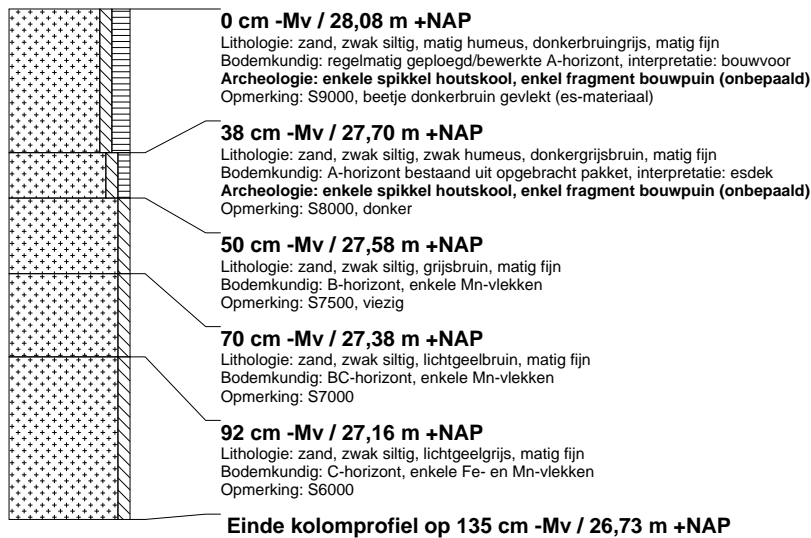 0 cm -Mv / 28,08 m +NAP
Lithologie: zand, zwak siltig, matig humeus, donkerbruingrijs, matig fijn
Bodemkundig: regelmatig geploegd/bewerkte A-horizont, interpretatie: bouwvoor
Archeologie: enkele spikkel houtskool, enkel fragment bouwpuin (onbepaald)
Opmerking: S9000, beetje donkerbruin gevlekt (es-materiaal)
38 cm -Mv / 27,70 m +NAP
Lithologie: zand, zwak siltig, zwak humeus, donkergrijsbruin, matig fijn
Bodemkundig: A-horizont bestaand uit opgebracht pakket, interpretatie: esdek
Archeologie: enkele spikkel houtskool, enkel fragment bouwpuin (onbepaald)
Opmerking: S8000, donker
50 cm -Mv / 27,58 m +NAP
Lithologie: zand, zwak siltig, grijsbruin, matig fijn
Bodemkundig: B-horizont, enkele Mn-vlekken
Opmerking: S7500, viezig
70 cm -Mv / 27,38 m +NAP
Lithologie: zand, zwak siltig, lichtgeelbruin, matig fijn
Bodemkundig: BC-horizont, enkele Mn-vlekken
Opmerking: S7000
92 cm -Mv / 27,16 m +NAP
Lithologie: zand, zwak siltig, lichtgeelgrijs, matig fijn
Bodemkundig: C-horizont, enkele Fe- en Mn-vlekken
Opmerking: S6000
Einde kolomprofiel op 135 cm -Mv / 26,73 m +NAP